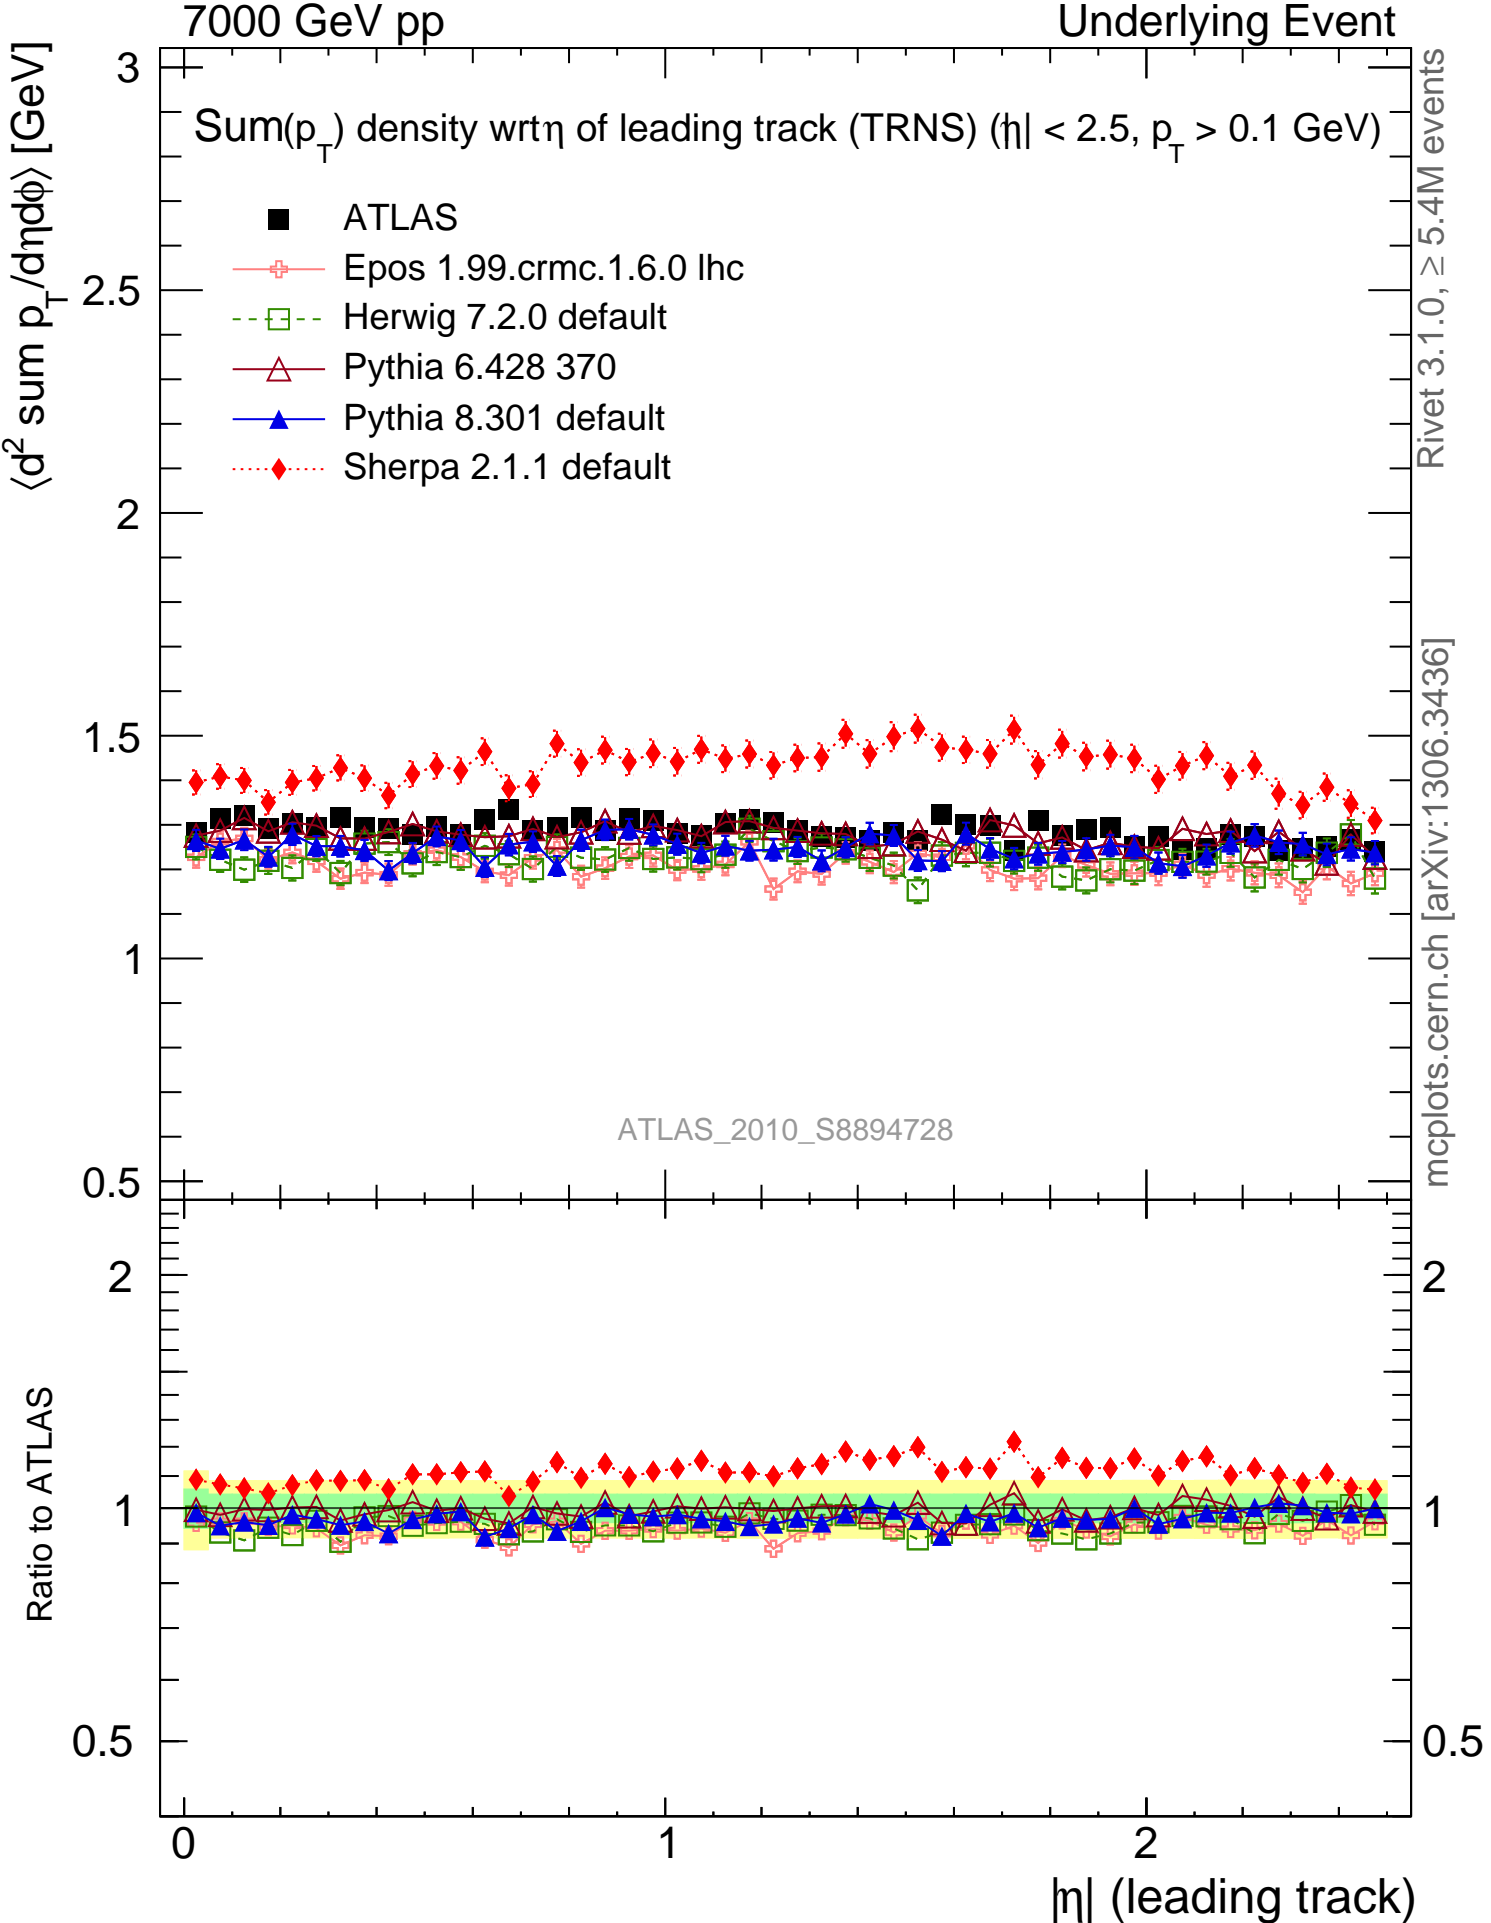 7000 GeV pp
Underlying Event
⟨d² sum p_T/dηdϕ⟩ [GeV]
Sum(p_T) density wrtη of leading track (TRNS) (|η| < 2.5, p_T > 0.1 GeV)
ATLAS
Epos 1.99.crmc.1.6.0 lhc
Herwig 7.2.0 default
Pythia 6.428 370
Pythia 8.301 default
Sherpa 2.1.1 default
3
2.5
2
1.5
1
0.5
ATLAS_2010_S8894728
Rivet 3.1.0, ≥ 5.4M events
mcplots.cern.ch [arXiv:1306.3436]
Ratio to ATLAS
2
1
0.5
2
1
0.5
0
1
2
|η| (leading track)